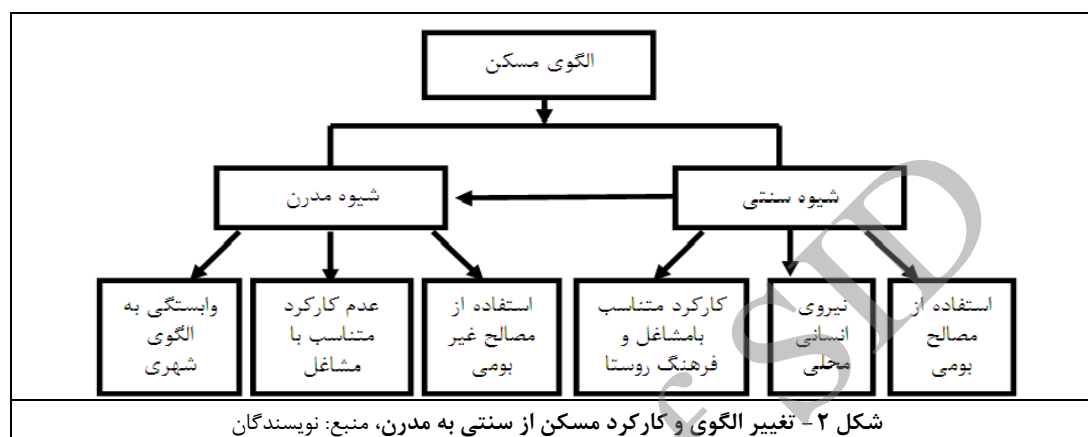 الگوی مسکن
شیوه سنتی
شیوه مدرن
استفاده از
مصالح
بومی
نیروی
انسانی
محلی
کارکرد متناسب
بامشاغل و
فرهنگ روستا
استفاده از
مصالح غیر
بومی
عدم کارکرد
متناسب با
مشاغل
وابستگی به
الگوی
شهری
شکل ۲- تغییر الگوی و کارکرد مسکن از سنتی به مدرن، منبع: نویسندگان
f SID